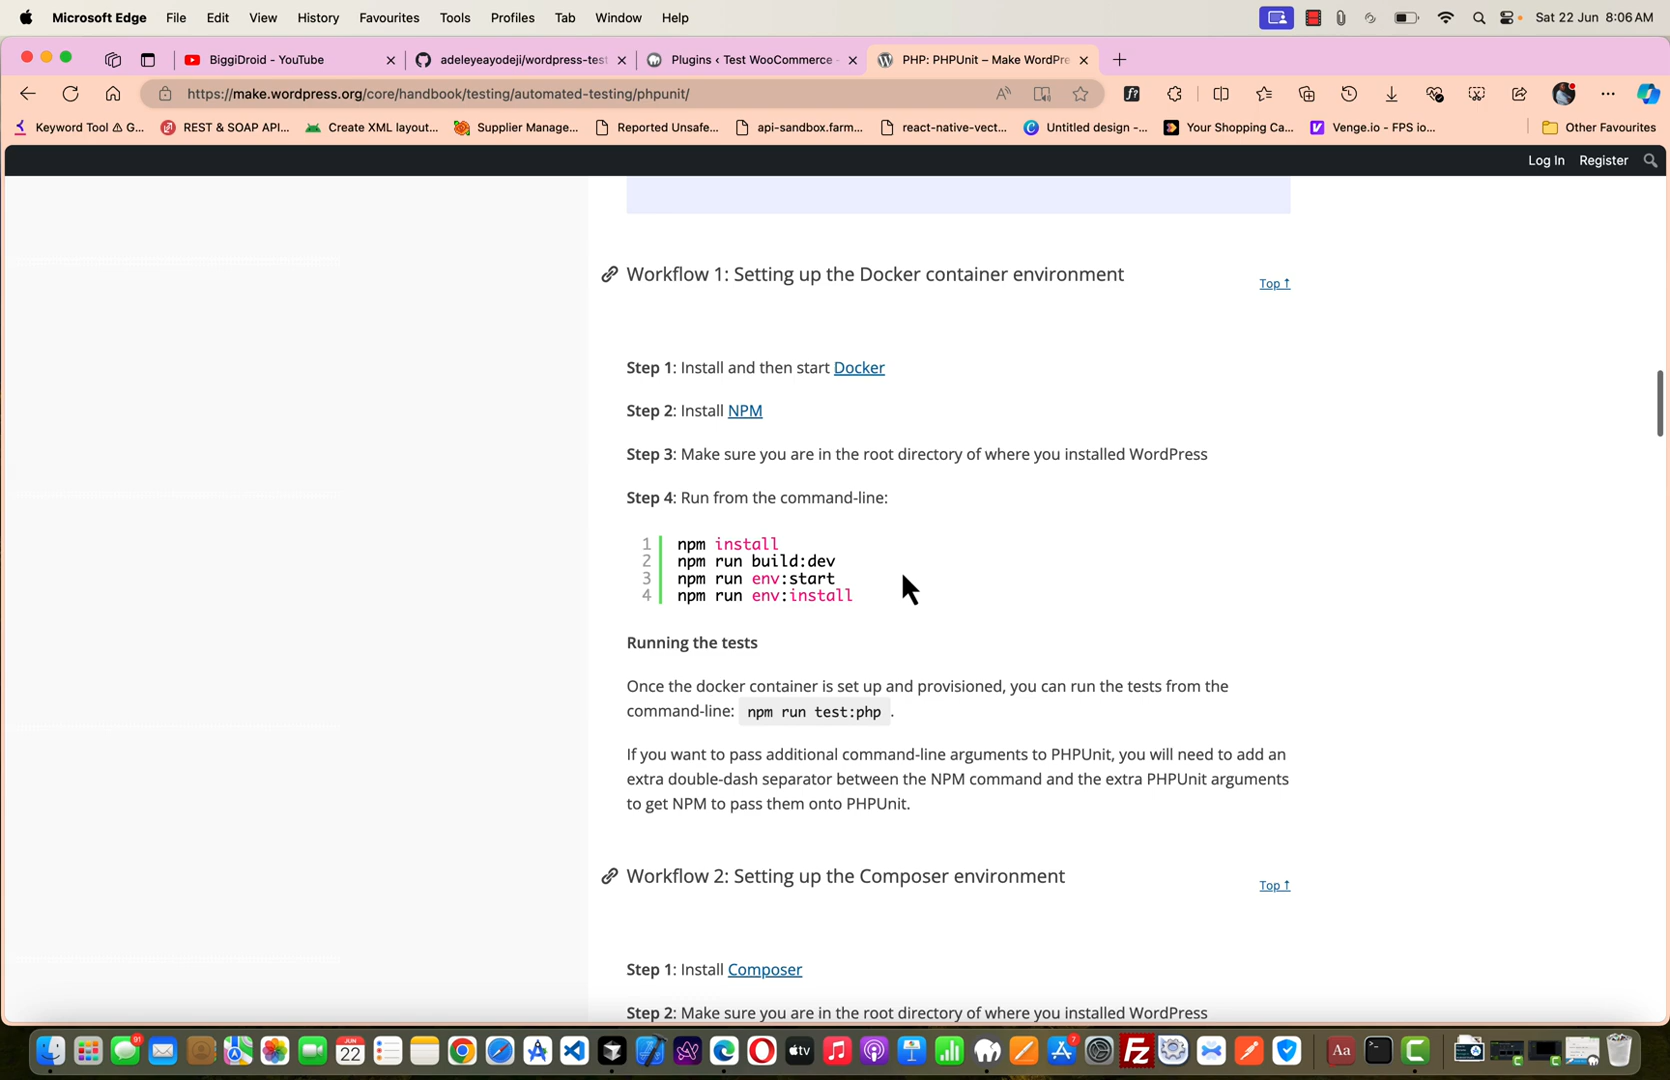 Microsoft Edge File Edit View History Favourites Tools Profiles Tab Window Help Sat 22 Jun 8:06 AM
BiggiDroid - YouTube
adeleyeayodeji/wordpress-test
Plugins ‹ Test WooCommerce
PHP: PHPUnit – Make WordPre
https://make.wordpress.org/core/handbook/testing/automated-testing/phpunit/
Keyword Tool ⚠ G... REST & SOAP API... Create XML layout... Supplier Manage... Reported Unsafe... api-sandbox.farm... react-native-vect... Untitled design -... Your Shopping Ca... Venge.io - FPS io... Other Favourites
Log In Register
Workflow 1: Setting up the Docker container environment
Top ↑
Step 1: Install and then start Docker
Step 2: Install NPM
Step 3: Make sure you are in the root directory of where you installed WordPress
Step 4: Run from the command-line:
1 npm install
2 npm run build:dev
3 npm run env:start
4 npm run env:install
Running the tests
Once the docker container is set up and provisioned, you can run the tests from the
command-line: npm run test:php .
If you want to pass additional command-line arguments to PHPUnit, you will need to add an
extra double-dash separator between the NPM command and the extra PHPUnit arguments
to get NPM to pass them onto PHPUnit.
Workflow 2: Setting up the Composer environment
Top ↑
Step 1: Install Composer
Step 2: Make sure you are in the root directory of where you installed WordPress
91
JUN
22
tv
7
Fz
Aa